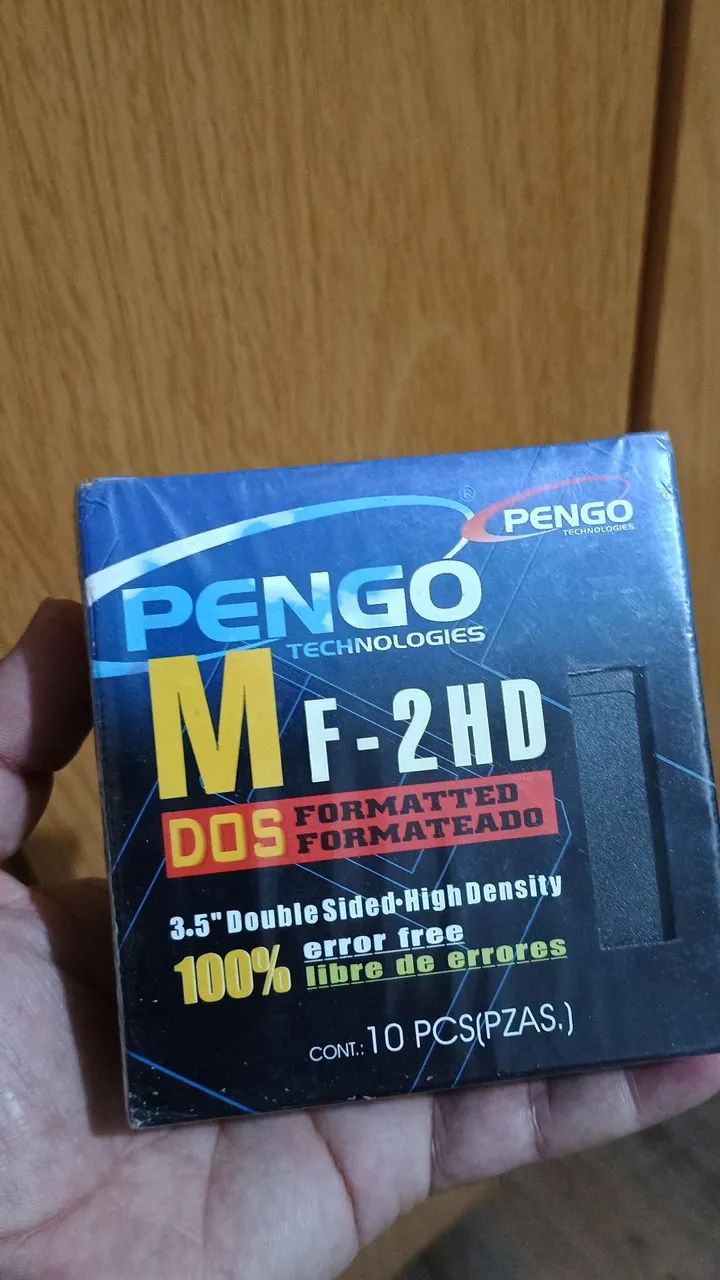 PENGO
TECHNOLOGIES
®
PENGO
TECHNOLOGIES
MF-2HD
DOS FORMATTED
FORMATEADO
3.5" Double Sided•High Density
100% error free
libre de errores
CONT.: 10 PCS(PZAS.)